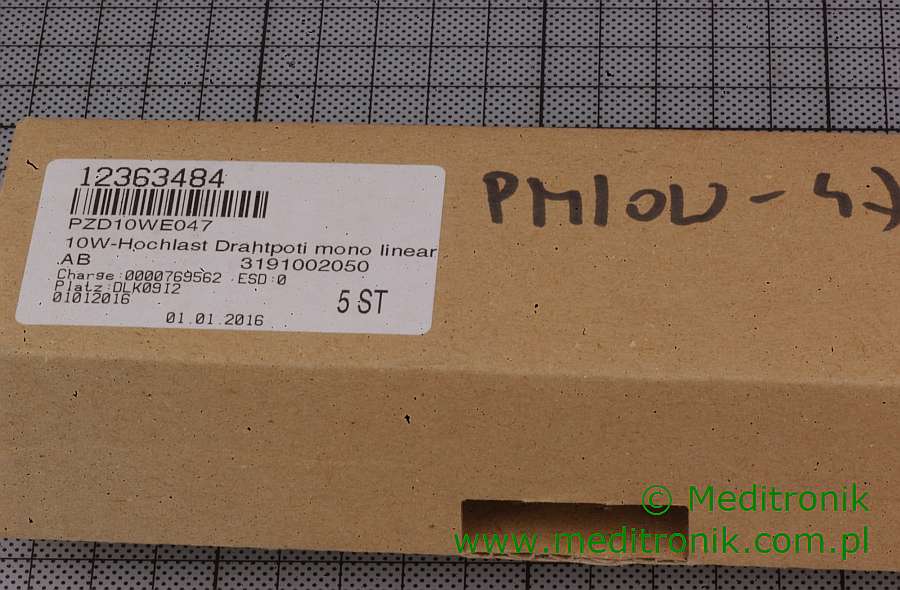 12363484
PZD10WE047
10W-Hochlast Drahtpoti mono linear
AB 3191002050
Charge:0000769562 ESD:0
Platz:DLK09I2
01012016
5 ST
01.01.2016
PM10W-47
© Meditronik
www.meditronik.com.pl